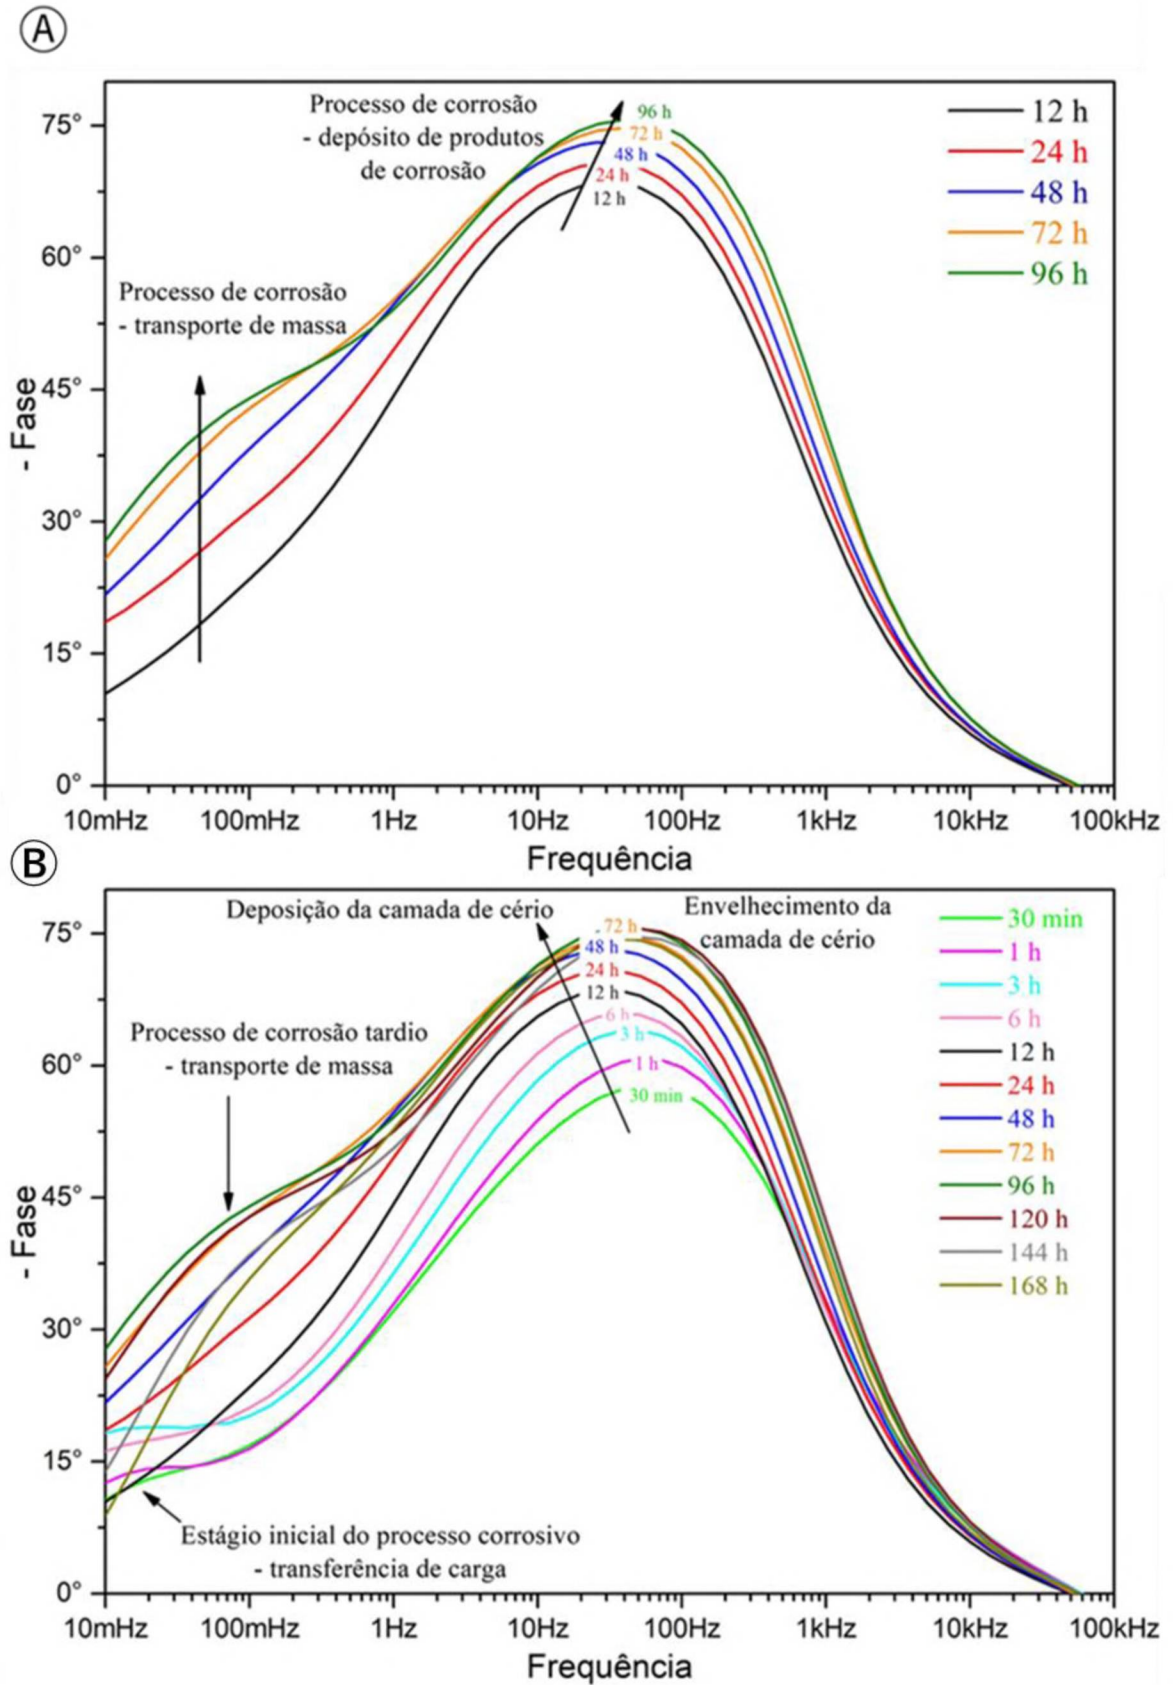 A
Processo de corrosão
- depósito de produtos
de corrosão
96 h
72 h
48 h
24 h
12 h
12 h
24 h
48 h
72 h
96 h
Processo de corrosão
- transporte de massa
- Fase
75°
60°
45°
30°
15°
0°
10mHz 100mHz 1Hz 10Hz 100Hz 1kHz 10kHz 100kHz
Frequência
B
Deposição da camada de cério
Envelhecimento da
camada de cério
72 h
48 h
24 h
12 h
6 h
3 h
1 h
30 min
30 min
1 h
3 h
6 h
12 h
24 h
48 h
72 h
96 h
120 h
144 h
168 h
Processo de corrosão tardio
- transporte de massa
Estágio inicial do processo corrosivo
- transferência de carga
- Fase
75°
60°
45°
30°
15°
0°
10mHz 100mHz 1Hz 10Hz 100Hz 1kHz 10kHz 100kHz
Frequência